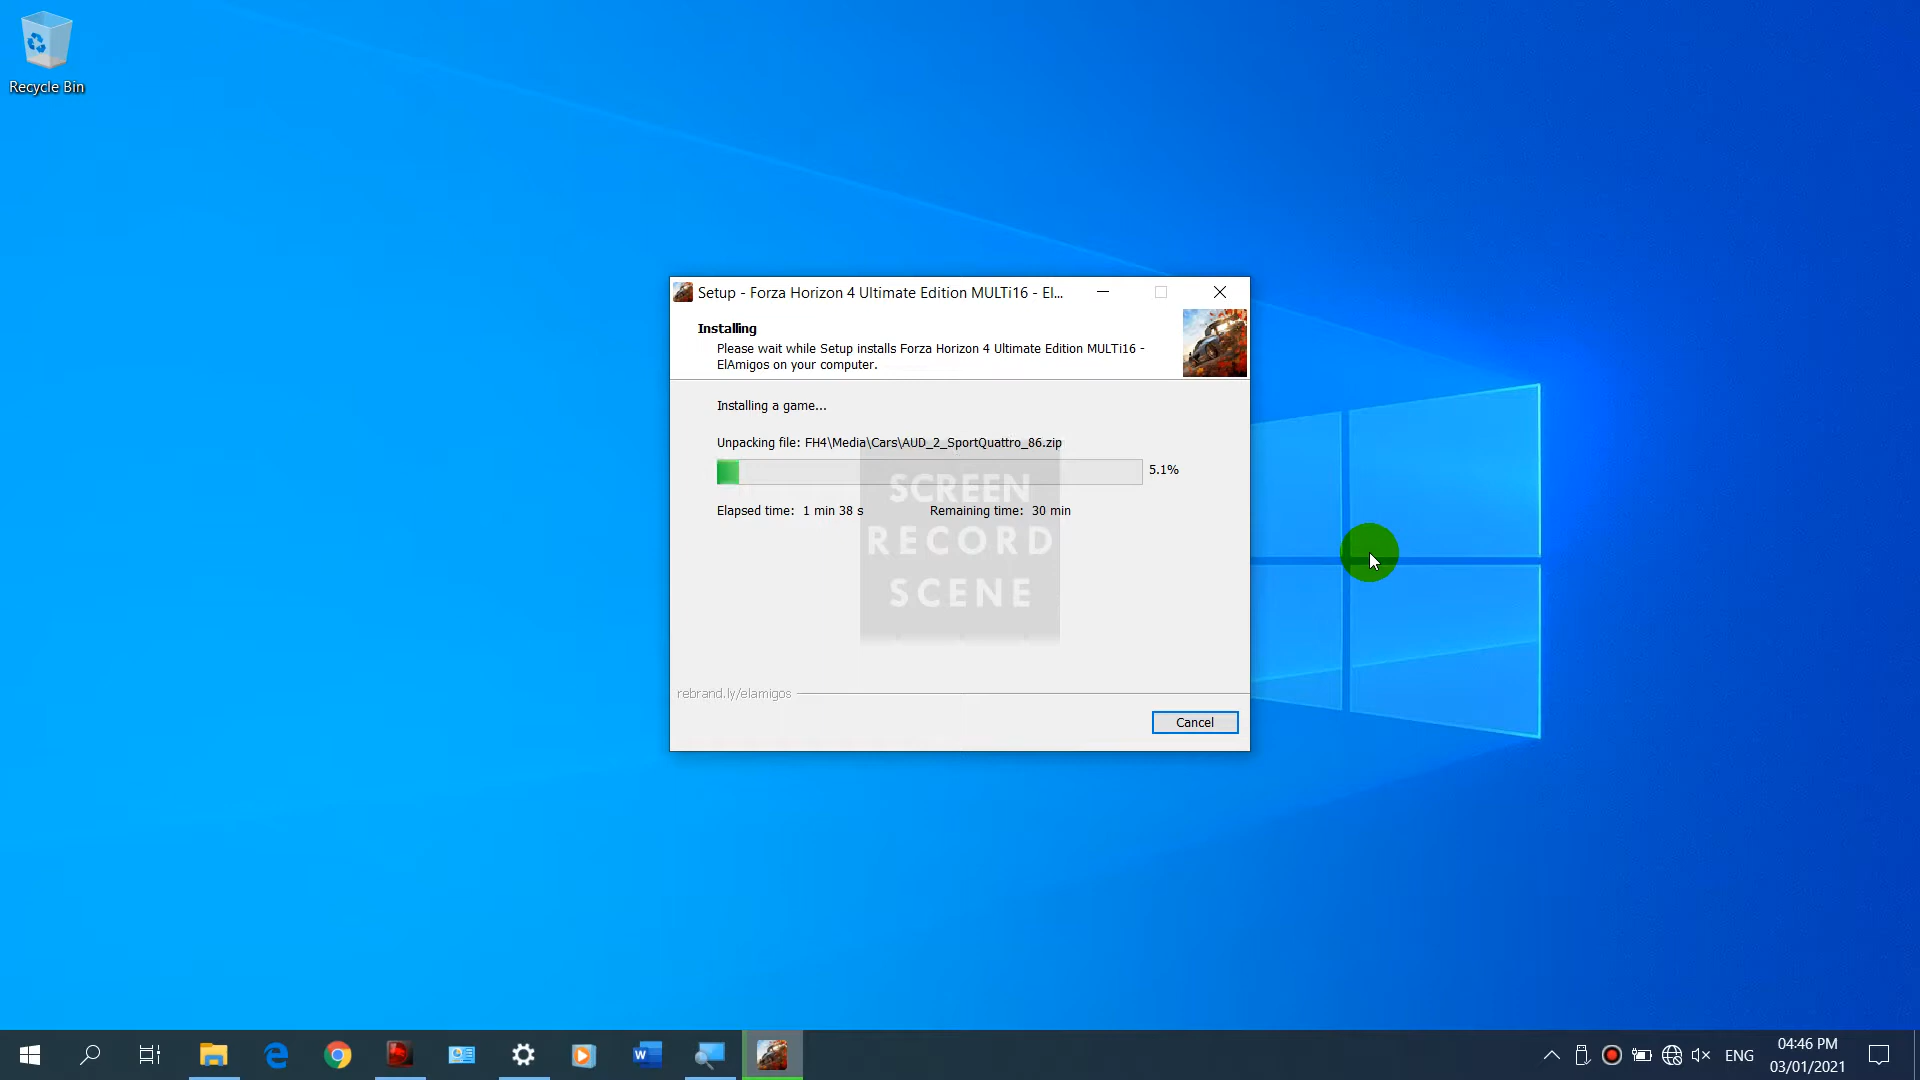 Recycle Bin
Setup - Forza Horizon 4 Ultimate Edition MULTi16 - El...
Installing
Please wait while Setup installs Forza Horizon 4 Ultimate Edition MULTi16 -
ElAmigos on your computer.
Installing a game...
Unpacking file: FH4\Media\Cars\AUD_2_SportQuattro_86.zip
5.1%
SCREEN
Elapsed time: 1 min 38 s Remaining time: 30 min
RECORD
SCENE
rebrand.ly/elamigos
Cancel
W
ENG
04:46 PM
03/01/2021